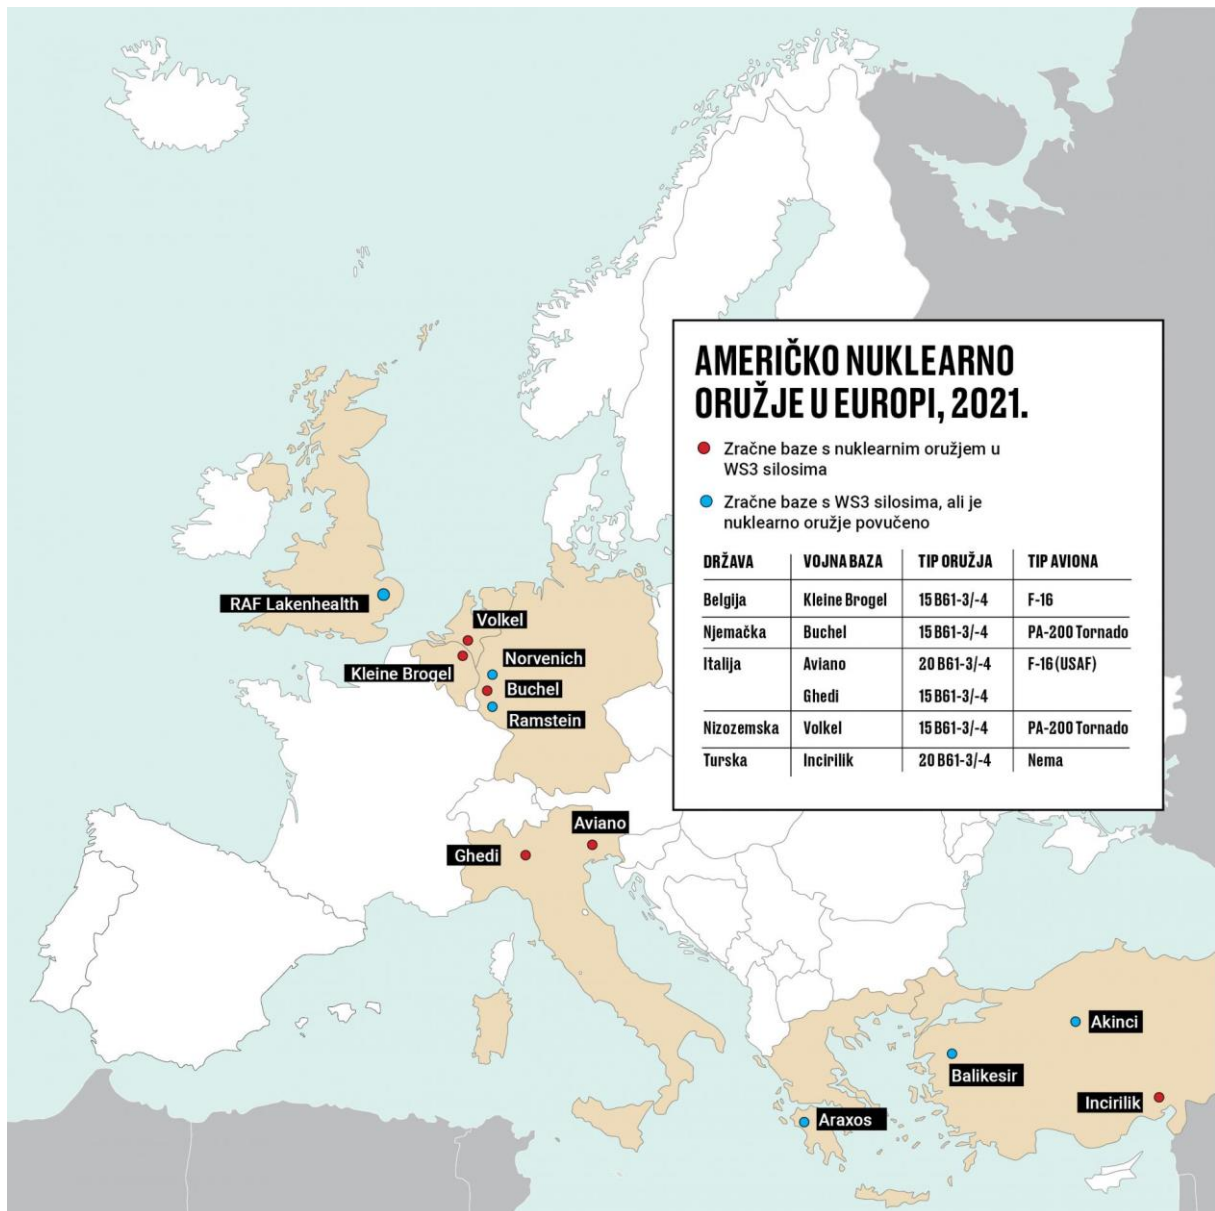 AMERIČKO NUKLEARNO
ORUŽJE U EUROPI, 2021.
Zračne baze s nuklearnim oružjem u
WS3 silosima
Zračne baze s WS3 silosima, ali je
nuklearno oružje povučeno
DRŽAVA VOJNA BAZA TIP ORUŽJA TIP AVIONA
Belgija Kleine Brogel 15 B61-3/-4 F-16
Njemačka Buchel 15 B61-3/-4 PA-200 Tornado
Italija Aviano 20 B61-3/-4 F-16 (USAF)
Ghedi 15 B61-3/-4
Nizozemska Volkel 15 B61-3/-4 PA-200 Tornado
Turska Incirilik 20 B61-3/-4 Nema
RAF Lakenhealth
Volkel
Kleine Brogel
Norvenich
Buchel
Ramstein
Aviano
Ghedi
Akinci
Balikesir
Incirilik
Araxos